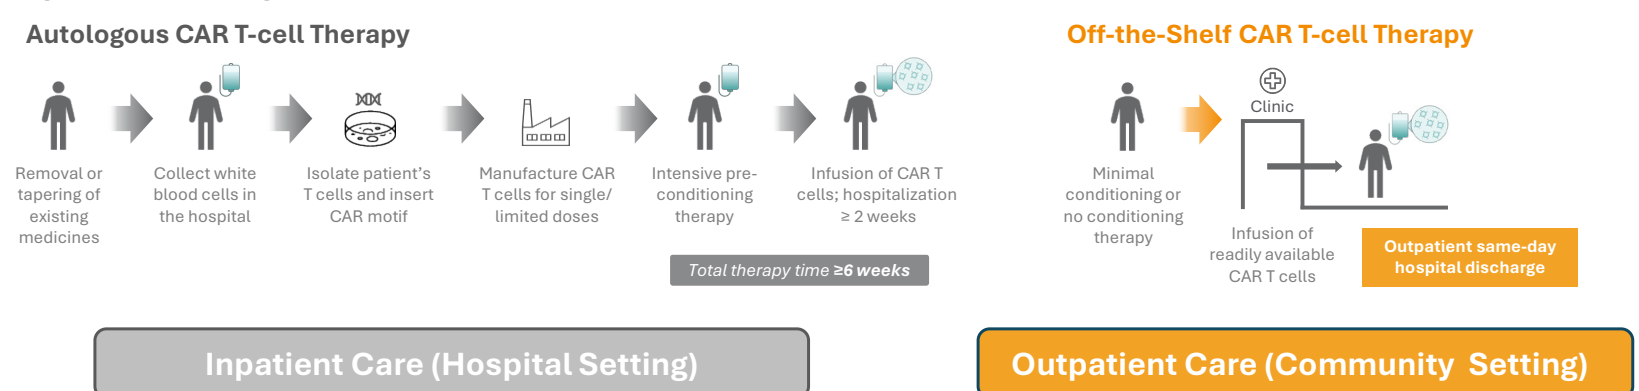 Autologous CAR T-cell Therapy
Removal or
tapering of
existing
medicines
Collect white
blood cells in
the hospital
Isolate patient’s
T cells and insert
CAR motif
Manufacture CAR
T cells for single/
limited doses
Intensive pre-
conditioning
therapy
Infusion of CAR T
cells; hospitalization
≥ 2 weeks
Total therapy time ≥6 weeks
Inpatient Care (Hospital Setting)
Off-the-Shelf CAR T-cell Therapy
Minimal
conditioning or
no conditioning
therapy
Clinic
Infusion of
readily available
CAR T cells
Outpatient same-day
hospital discharge
Outpatient Care (Community Setting)